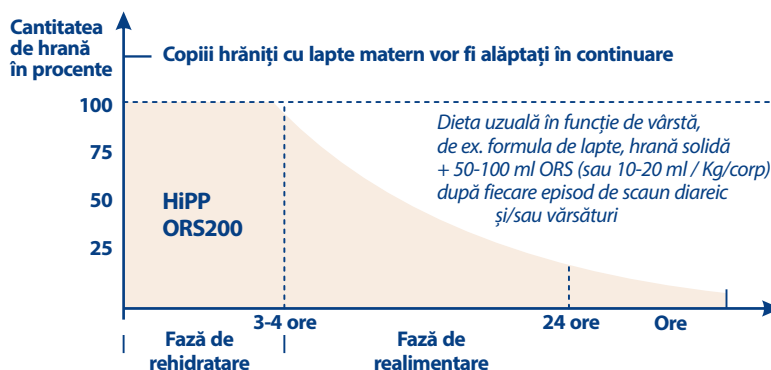 Cantitatea
de hrană
în procente
Copiii hrăniți cu lapte matern vor fi alăptați în continuare
100
75
50
25
Dieta uzuală în funcție de vârstă,
de ex. formula de lapte, hrană solidă
+ 50-100 ml ORS (sau 10-20 ml / Kg/corp)
după fiecare episod de scaun diareic
și/sau vărsături
HiPP
ORS200
3-4 ore
24 ore
Ore
Fază de
rehidratare
Fază de
realimentare